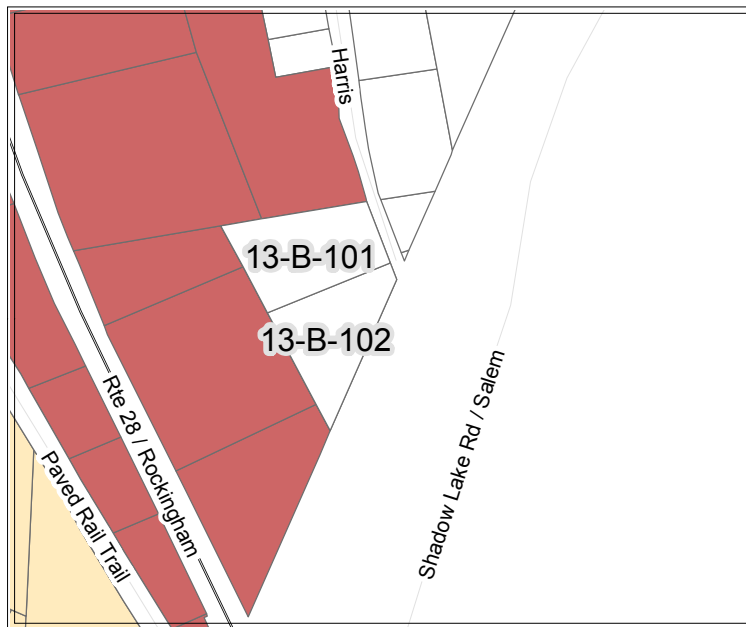 Harris
13-B-101
13-B-102
Rte 28 / Rockingham
Paved Rail Trail
Shadow Lake Rd / Salem